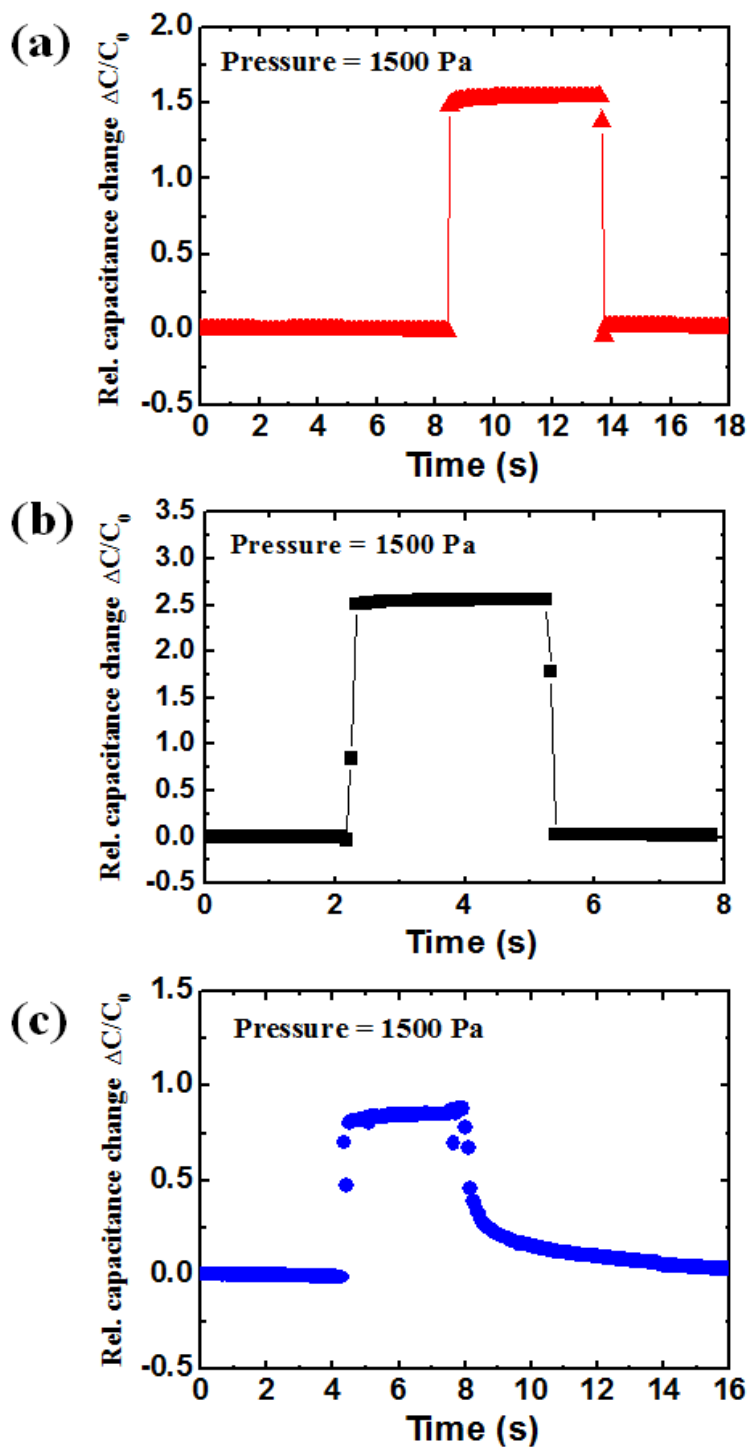 (a)
Rel. capacitance change ΔC/C₀
2.0
1.5
1.0
0.5
0.0
-0.5
Pressure = 1500 Pa
0 2 4 6 8 10 12 14 16 18
Time (s)
(b)
Rel. capacitance change ΔC/C₀
3.5
3.0
2.5
2.0
1.5
1.0
0.5
0.0
-0.5
Pressure = 1500 Pa
0 2 4 6 8
Time (s)
(c)
Rel. capacitance change ΔC/C₀
1.5
1.0
0.5
0.0
-0.5
Pressure = 1500 Pa
0 2 4 6 8 10 12 14 16
Time (s)